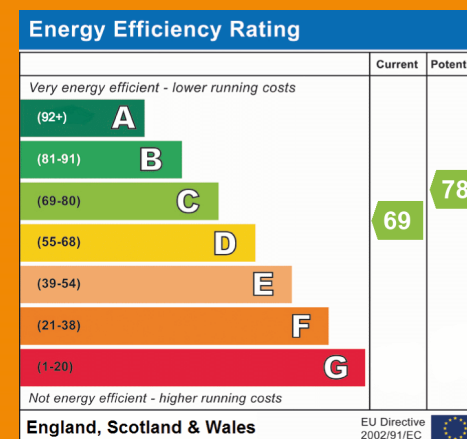 Energy Efficiency Rating
Current Potent
Very energy efficient - lower running costs
(92+) A
(81-91) B
(69-80) C
(55-68) D
(39-54) E
(21-38) F
(1-20) G
69
78
Not energy efficient - higher running costs
England, Scotland & Wales
EU Directive
2002/91/EC